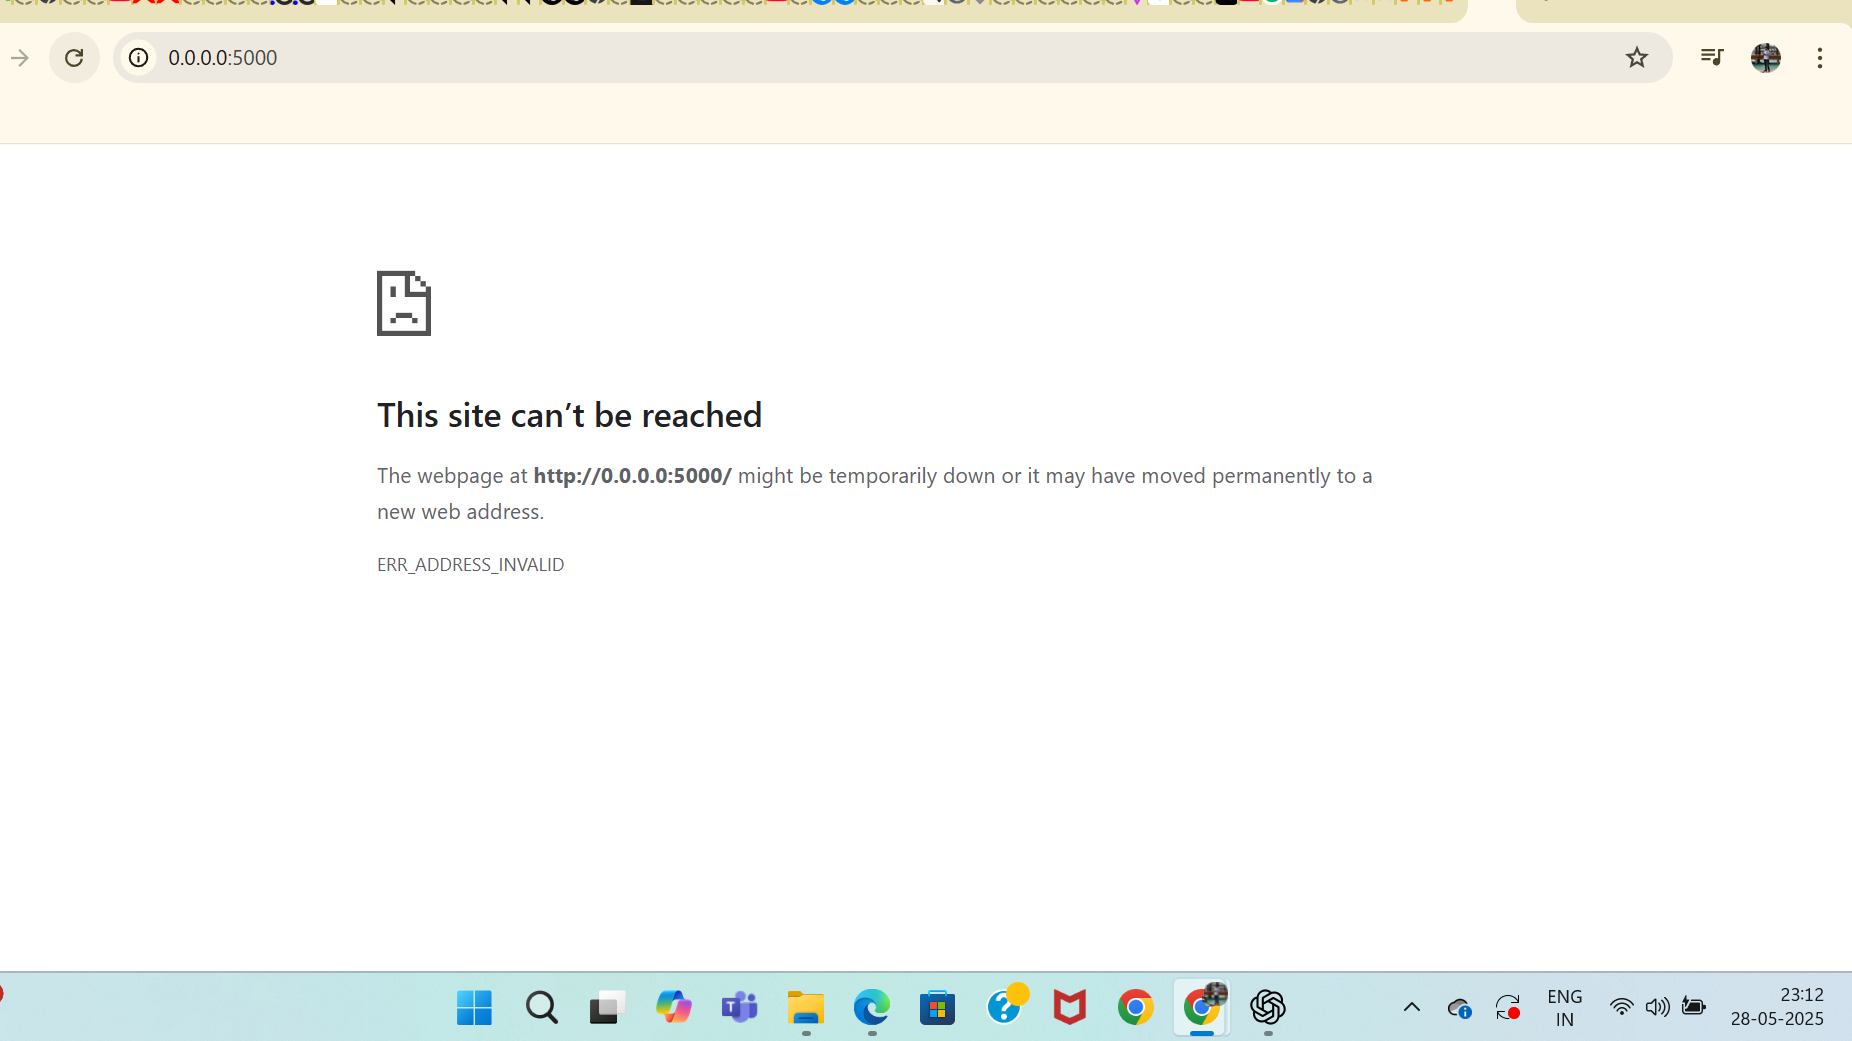 0.0.0.0:5000
This site can’t be reached
The webpage at http://0.0.0.0:5000/ might be temporarily down or it may have moved permanently to a
new web address.
ERR_ADDRESS_INVALID
ENG
IN
23:12
28-05-2025